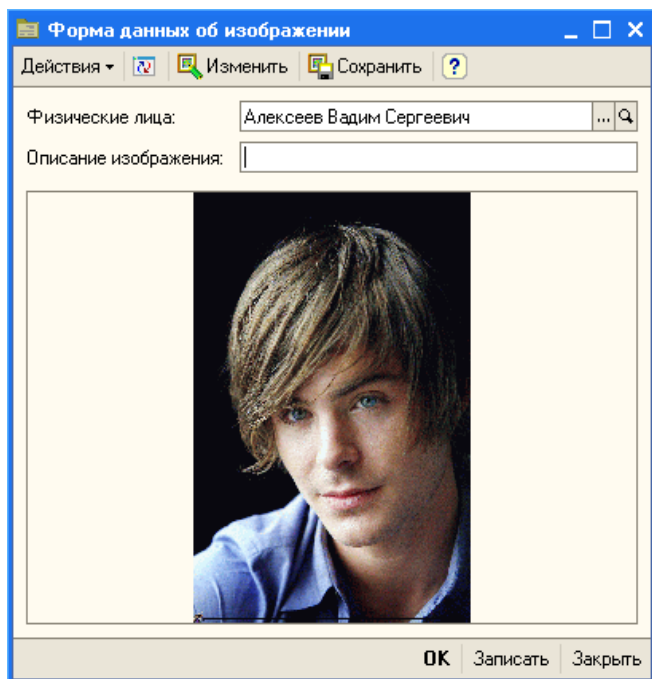 Форма данных об изображении
Действия Изменить Сохранить ?
Физические лица: Алексеев Вадим Сергеевич ...
Описание изображения:
OK Записать Закрыть